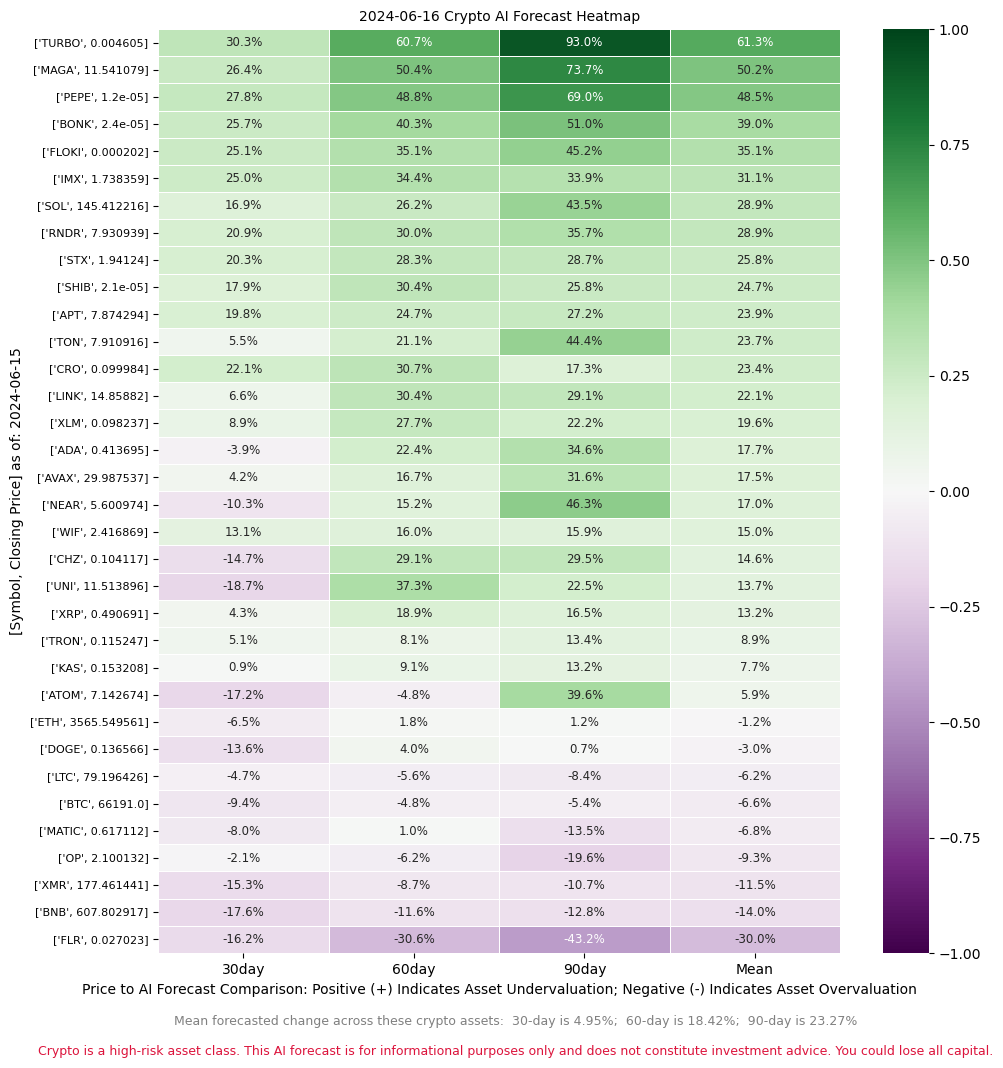 2024-06-16 Crypto AI Forecast Heatmap
['TURBO', 0.004605] 30.3% 60.7% 93.0% 61.3%
['MAGA', 11.541079] 26.4% 50.4% 73.7% 50.2%
['PEPE', 1.2e-05] 27.8% 48.8% 69.0% 48.5%
['BONK', 2.4e-05] 25.7% 40.3% 51.0% 39.0%
['FLOKI', 0.000202] 25.1% 35.1% 45.2% 35.1%
['IMX', 1.738359] 25.0% 34.4% 33.9% 31.1%
['SOL', 145.412216] 16.9% 26.2% 43.5% 28.9%
['RNDR', 7.930939] 20.9% 30.0% 35.7% 28.9%
['STX', 1.94124] 20.3% 28.3% 28.7% 25.8%
['SHIB', 2.1e-05] 17.9% 30.4% 25.8% 24.7%
['APT', 7.874294] 19.8% 24.7% 27.2% 23.9%
['TON', 7.910916] 5.5% 21.1% 44.4% 23.7%
['CRO', 0.099984] 22.1% 30.7% 17.3% 23.4%
['LINK', 14.85882] 6.6% 30.4% 29.1% 22.1%
['XLM', 0.098237] 8.9% 27.7% 22.2% 19.6%
['ADA', 0.413695] -3.9% 22.4% 34.6% 17.7%
['AVAX', 29.987537] 4.2% 16.7% 31.6% 17.5%
['NEAR', 5.600974] -10.3% 15.2% 46.3% 17.0%
['WIF', 2.416869] 13.1% 16.0% 15.9% 15.0%
['CHZ', 0.104117] -14.7% 29.1% 29.5% 14.6%
['UNI', 11.513896] -18.7% 37.3% 22.5% 13.7%
['XRP', 0.490691] 4.3% 18.9% 16.5% 13.2%
['TRON', 0.115247] 5.1% 8.1% 13.4% 8.9%
['KAS', 0.153208] 0.9% 9.1% 13.2% 7.7%
['ATOM', 7.142674] -17.2% -4.8% 39.6% 5.9%
['ETH', 3565.549561] -6.5% 1.8% 1.2% -1.2%
['DOGE', 0.136566] -13.6% 4.0% 0.7% -3.0%
['LTC', 79.196426] -4.7% -5.6% -8.4% -6.2%
['BTC', 66191.0] -9.4% -4.8% -5.4% -6.6%
['MATIC', 0.617112] -8.0% 1.0% -13.5% -6.8%
['OP', 2.100132] -2.1% -6.2% -19.6% -9.3%
['XMR', 177.461441] -15.3% -8.7% -10.7% -11.5%
['BNB', 607.802917] -17.6% -11.6% -12.8% -14.0%
['FLR', 0.027023] -16.2% -30.6% -43.2% -30.0%
30day 60day 90day Mean
[Symbol, Closing Price] as of: 2024-06-15
1.00
0.75
0.50
0.25
0.00
−0.25
−0.50
−0.75
−1.00
Price to AI Forecast Comparison: Positive (+) Indicates Asset Undervaluation; Negative (-) Indicates Asset Overvaluation
Mean forecasted change across these crypto assets:  30-day is 4.95%;  60-day is 18.42%;  90-day is 23.27%
Crypto is a high-risk asset class. This AI forecast is for informational purposes only and does not constitute investment advice. You could lose all capital.